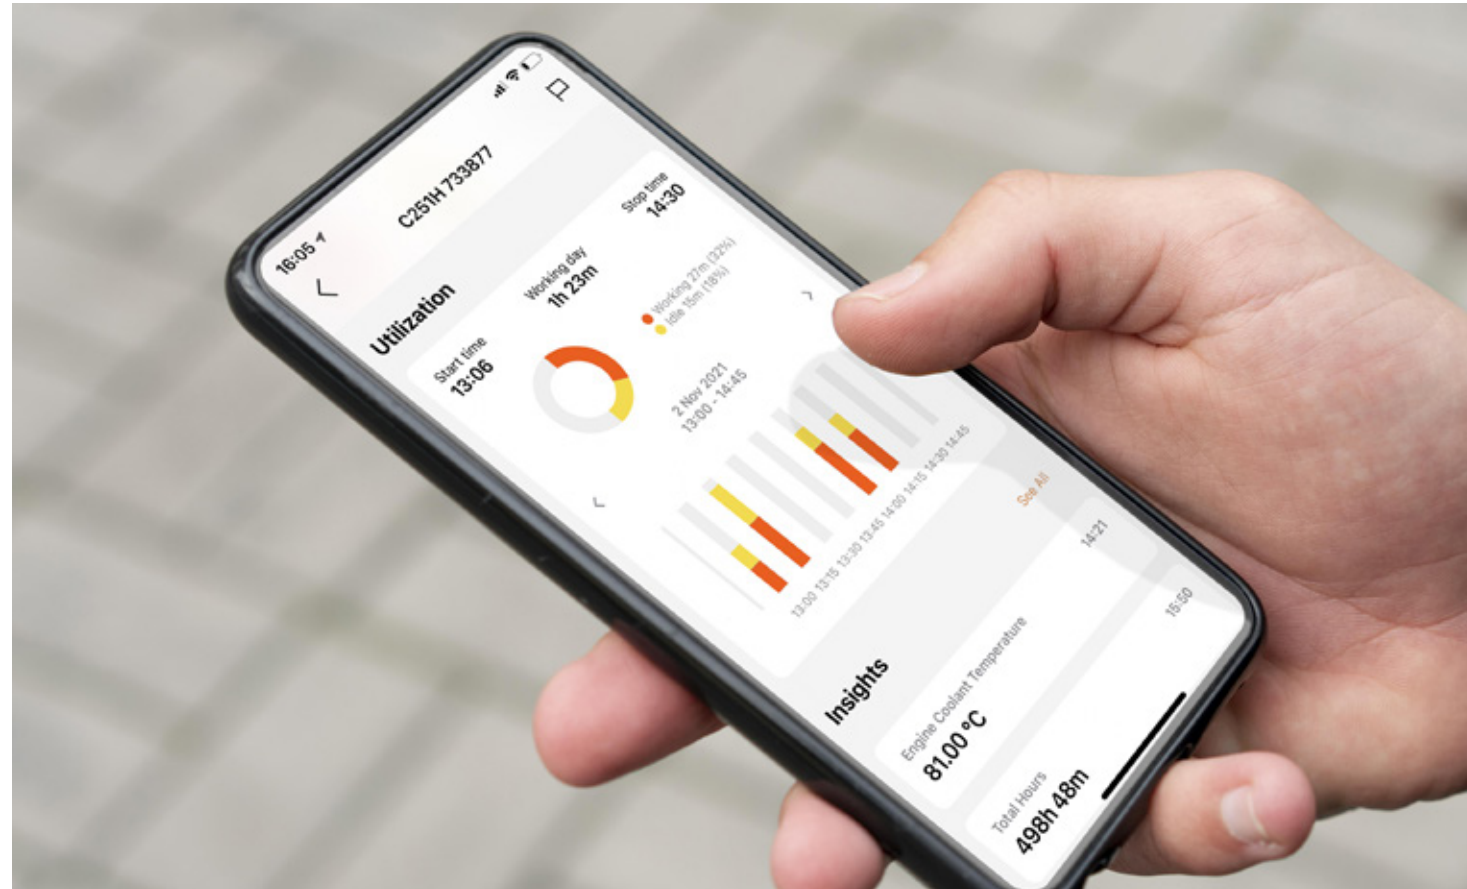 16:05
C251H 733877
Utilization
Start time
13:06
Working day
1h 23m
Stop time
14:30
Working 27m (32%)
Idle 15m (18%)
2 Nov 2021
13:00 - 14:45
13:00 13:15 13:30 13:45 14:00 14:15 14:30 14:45
Insights
See All
Engine Coolant Temperature
81.00 °C
14:21
Total Hours
498h 48m
15:50